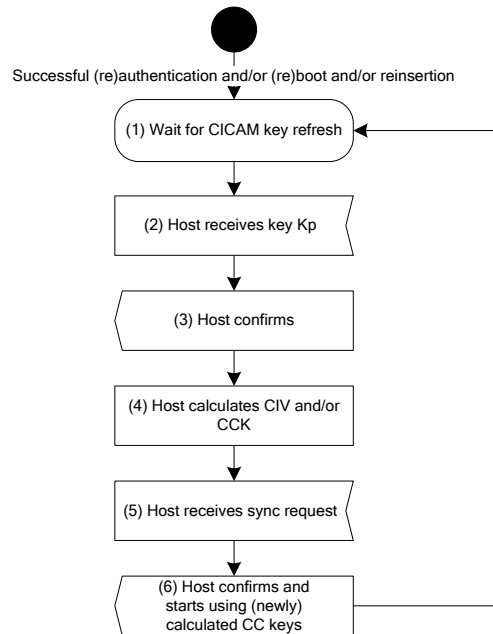 Successful (re)authentication and/or (re)boot and/or reinsertion
(1) Wait for CICAM key refresh
(2) Host receives key Kp
(3) Host confirms
(4) Host calculates CIV and/or
CCK
(5) Host receives sync request
(6) Host confirms and
starts using (newly)
calculated CC keys